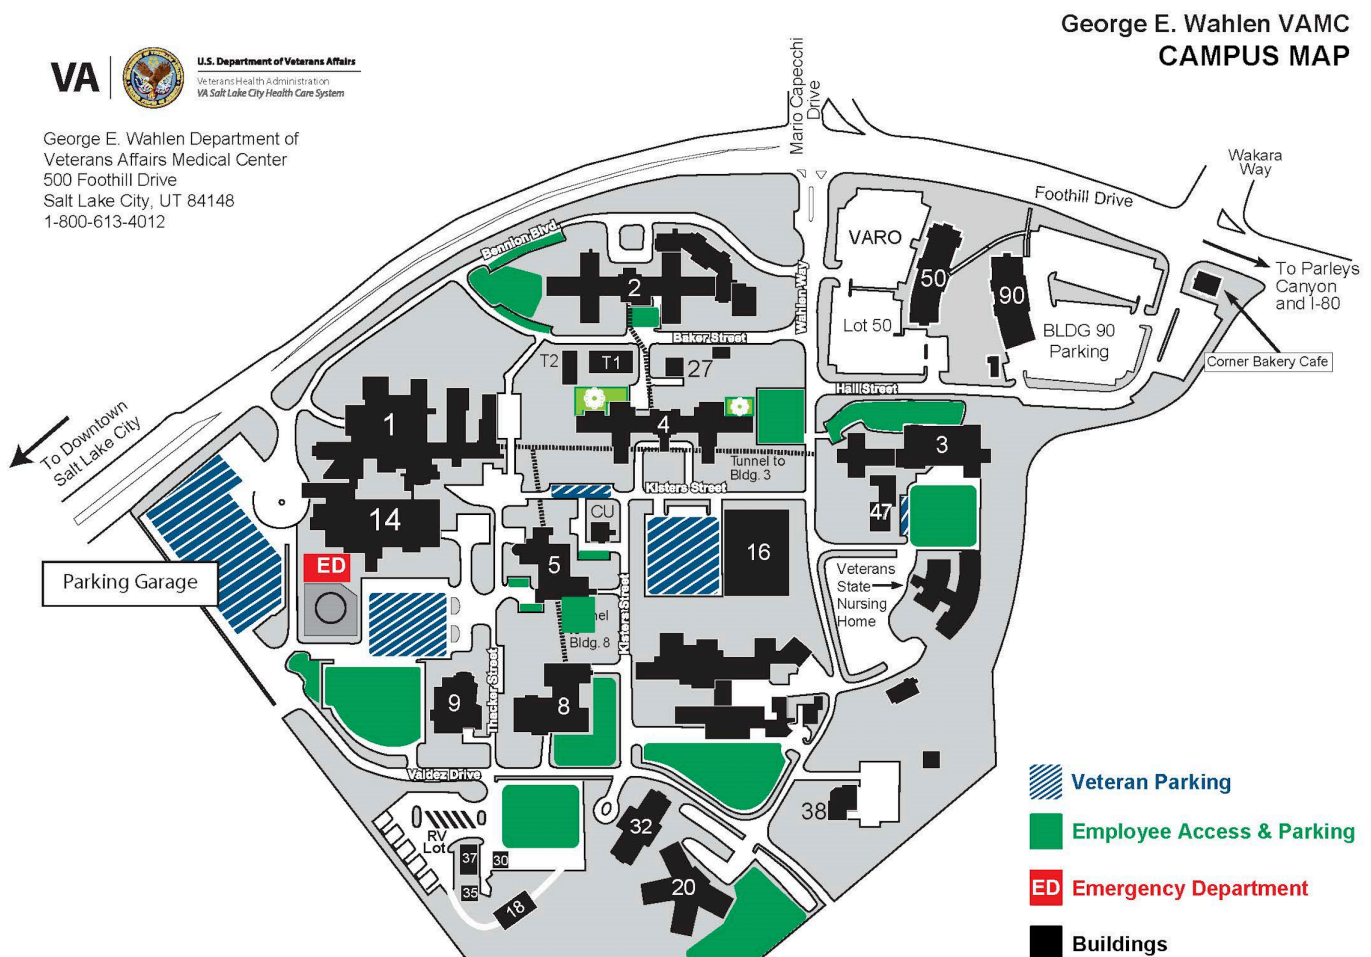 George E. Wahlen VAMC
CAMPUS MAP
VA
U.S. Department of Veterans Affairs
Veterans Health Administration
VA Salt Lake City Health Care System
George E. Wahlen Department of
Veterans Affairs Medical Center
500 Foothill Drive
Salt Lake City, UT 84148
1-800-613-4012
Mario Capecchi
Drive
Wakara
Way
Foothill Drive
Bennion Blvd.
VARO
To Parleys
Canyon
and I-80
Wahlen Way
2
50
90
Lot 50
BLDG 90
Parking
Baker Street
Corner Bakery Cafe
T2
T1
27
Hall Street
To Downtown
Salt Lake City
1
4
3
Tunnel to
Bldg. 3
Kisters Street
14
CU
47
16
5
ED
Parking Garage
Veterans
State
Nursing
Home
Kisters Street
nel
Bldg. 8
Thacker Street
9
8
Valdez Drive
Veteran Parking
RV
Lot
32
38
Employee Access & Parking
37
30
35
18
20
ED
Emergency Department
Buildings